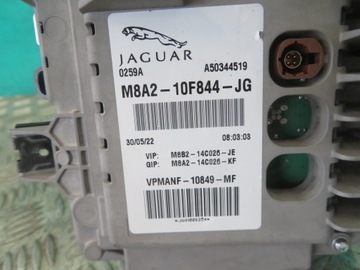 JAGUAR
0259A A50344519
M8A2-10F844-JG
30/05/22 08:03:03
VIP: M8B2-14C026-JE
GIP: M8A2-14C026-KF
VPMANF-10849-MF